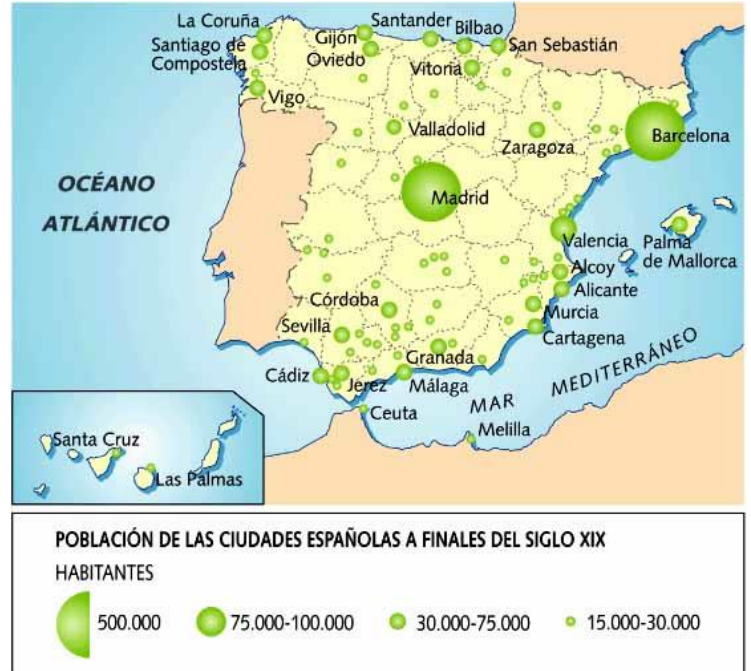 La Coruña
Santander
Gijón
Bilbao
Santiago de
Compostela
Oviedo
San Sebastián
Vitoria
Vigo
Valladolid
Zaragoza
Barcelona
OCÉANO
ATLÁNTICO
Madrid
Valencia
Palma
de Mallorca
Alcoy
Alicante
Córdoba
Murcia
Sevilla
Cartagena
Granada
Cádiz
Jerez
Málaga
MAR MEDITERRÁNEO
Ceuta
Melilla
Santa Cruz
Las Palmas
POBLACIÓN DE LAS CIUDADES ESPAÑOLAS A FINALES DEL SIGLO XIX
HABITANTES
500.000 75.000-100.000 30.000-75.000 15.000-30.000